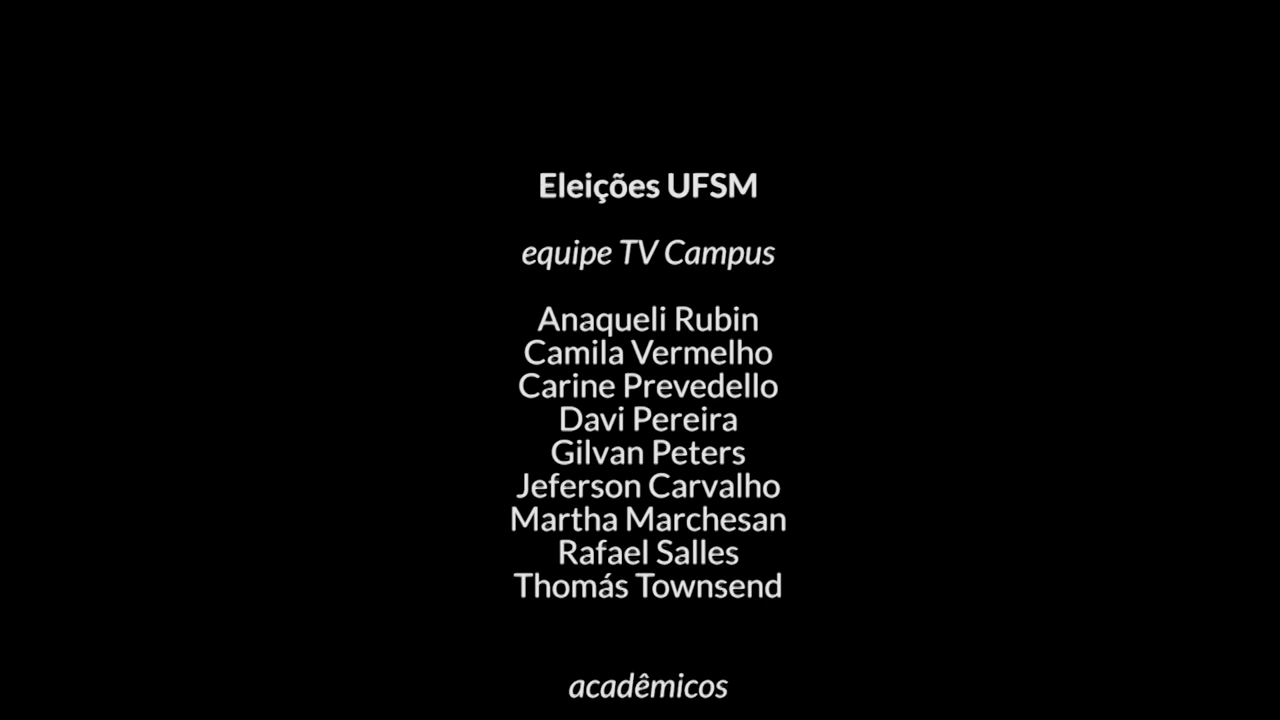 Eleições UFSM
equipe TV Campus
Anaqueli Rubin
Camila Vermelho
Carine Prevedello
Davi Pereira
Gilvan Peters
Jeferson Carvalho
Martha Marchesan
Rafael Salles
Thomás Townsend
acadêmicos